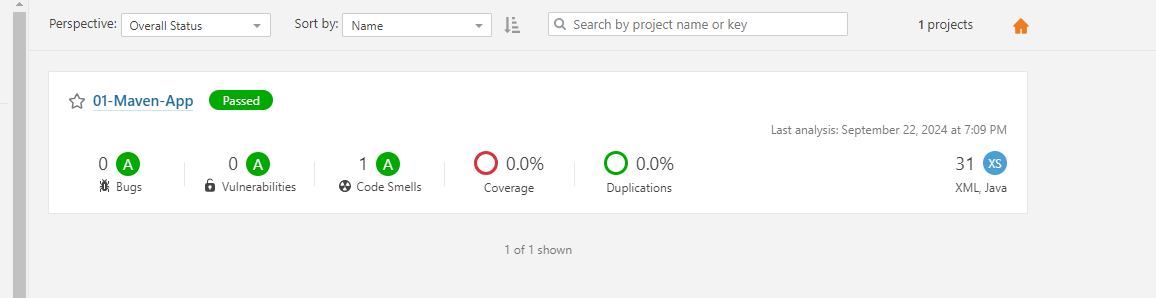 Perspective: Overall Status Sort by: Name Search by project name or key 1 projects
01-Maven-App Passed
Last analysis: September 22, 2024 at 7:09 PM
0 A 0 A 1 A 0.0% 0.0% 31 XS
Bugs Vulnerabilities Code Smells Coverage Duplications XML, Java
1 of 1 shown